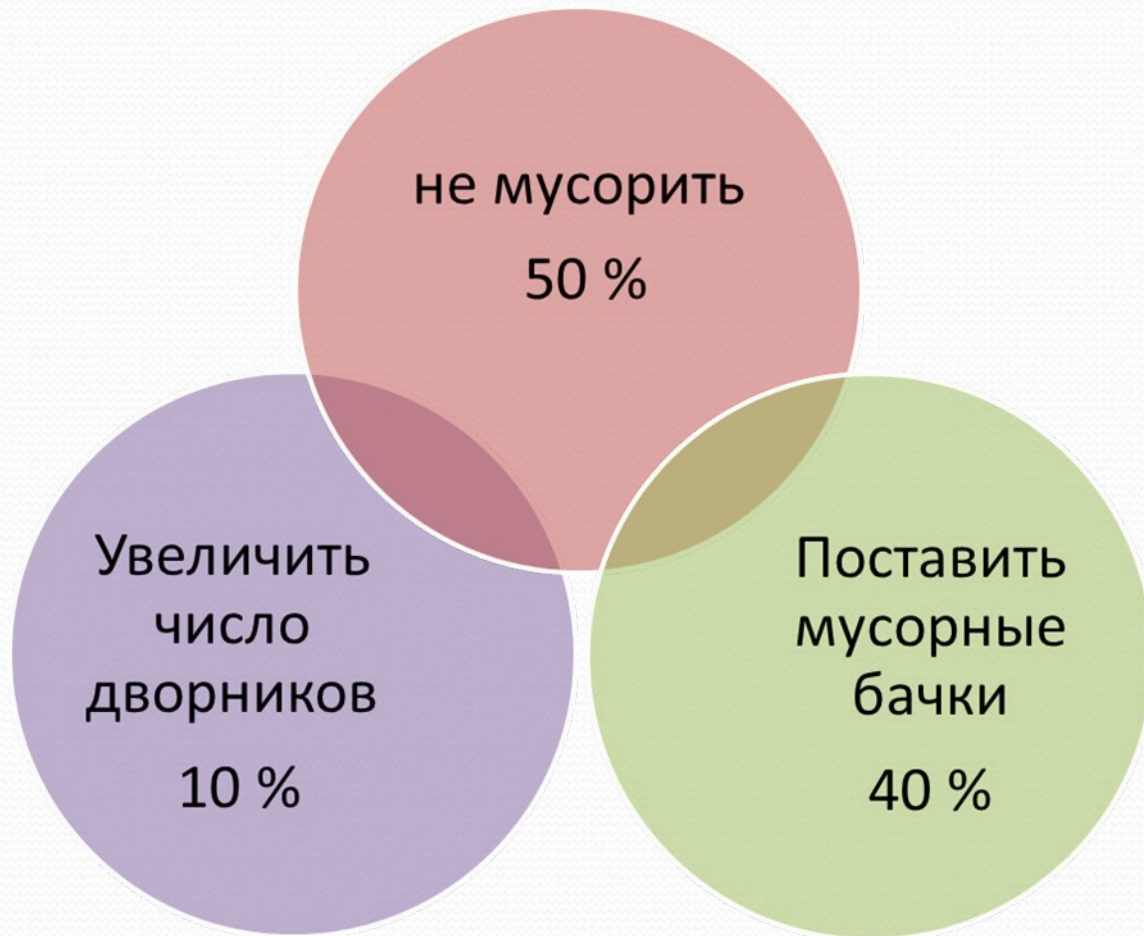 не мусорить
50 %
Увеличить
число
дворников
10 %
Поставить
мусорные
бачки
40 %